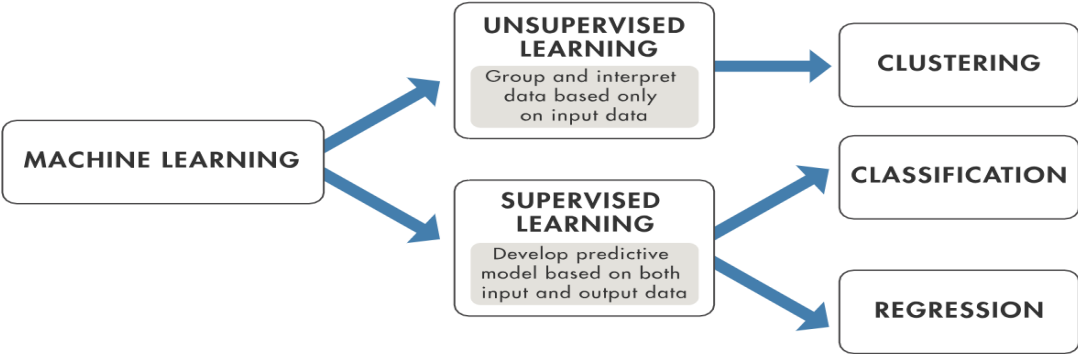 MACHINE LEARNING
UNSUPERVISED
LEARNING
Group and interpret
data based only
on input data
CLUSTERING
SUPERVISED
LEARNING
Develop predictive
model based on both
input and output data
CLASSIFICATION
REGRESSION